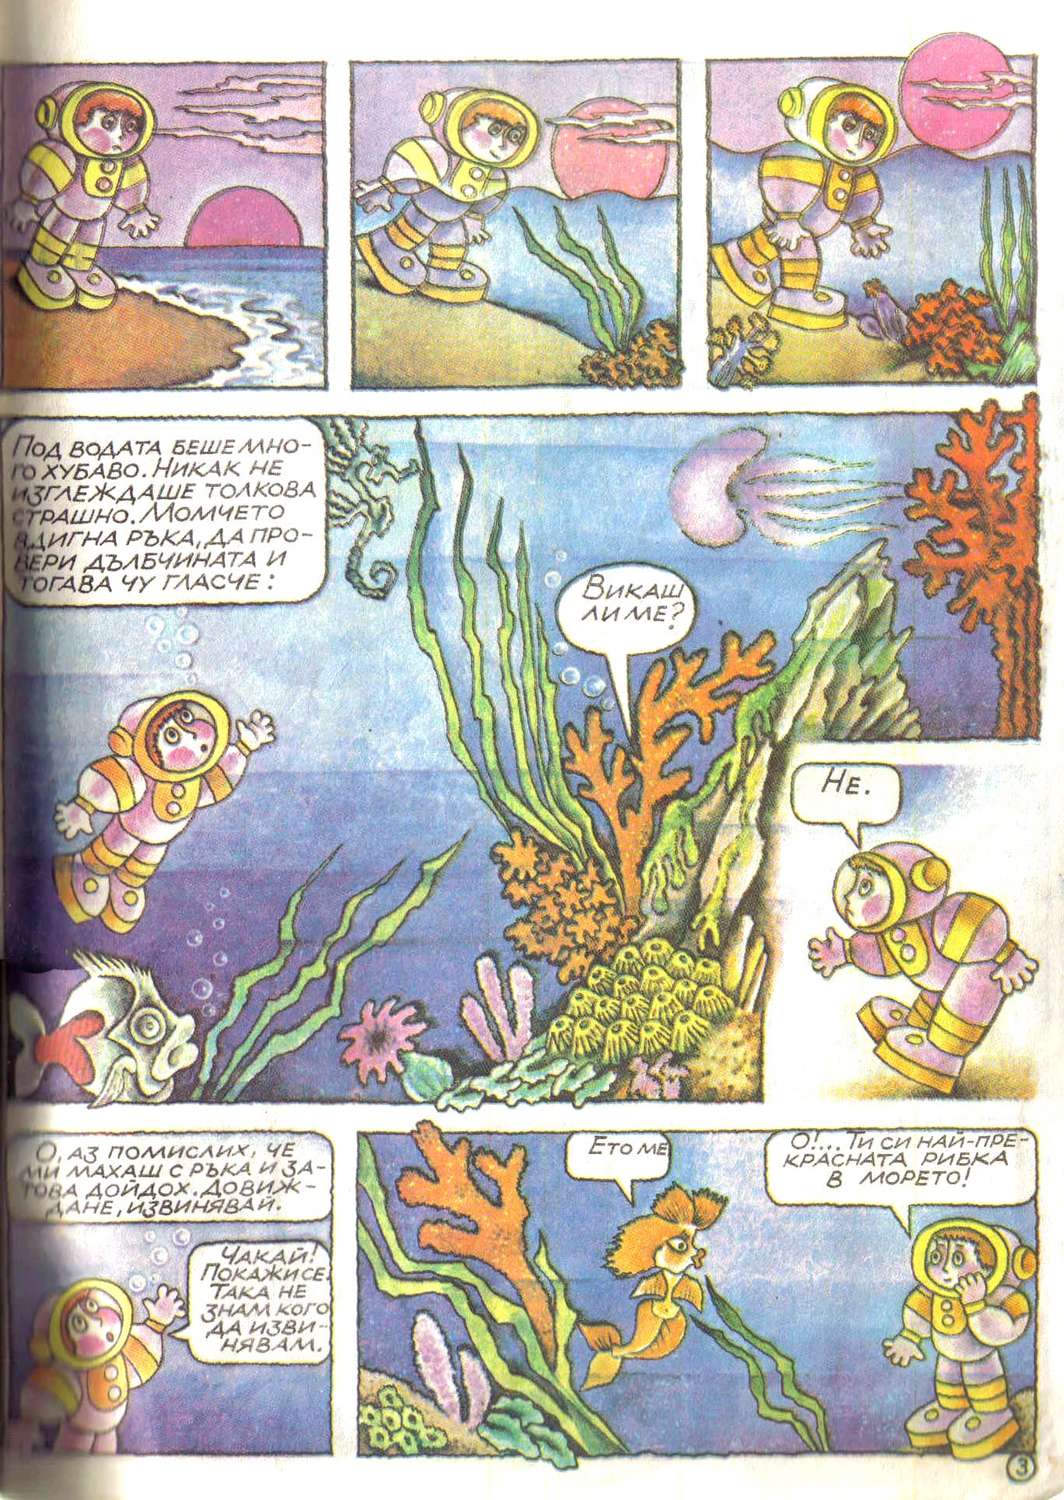 Под водата беше мно-
го хубаво. Никак не
изглеждаше толкова
страшно. Момчето
вдигна ръка, да про-
вери дълбчината и
тогава чу гласче:
Викаш
ли ме?
Не.
О, аз помислих, че
ми махаш с ръка и за-
това дойдох. Довиж-
дане, извинявай.
Чакай!
Покажи се.
Така не
знам кого
да изви-
нявам.
Ето ме
О!... Ти си най-пре-
красната рибка
в морето!
3